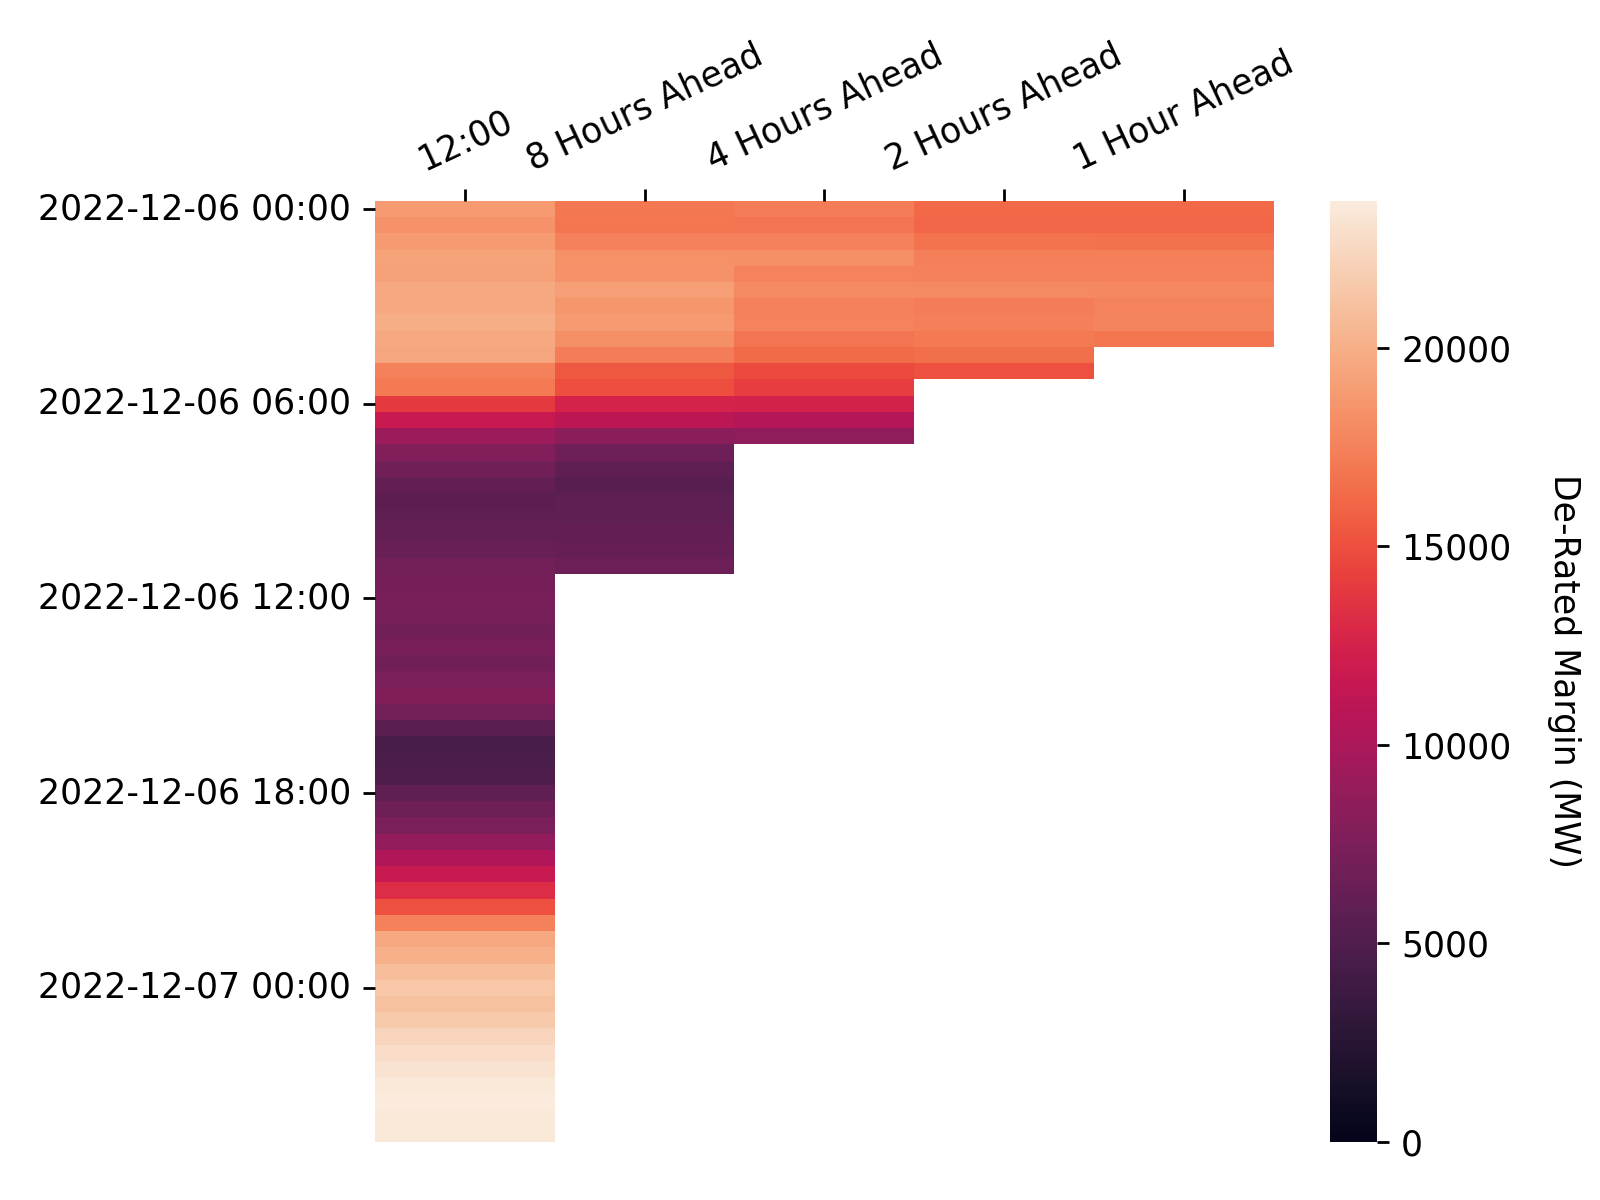 12:00
8 Hours Ahead
4 Hours Ahead
2 Hours Ahead
1 Hour Ahead
2022-12-06 00:00
2022-12-06 06:00
2022-12-06 12:00
2022-12-06 18:00
2022-12-07 00:00
20000
15000
10000
5000
0
De-Rated Margin (MW)